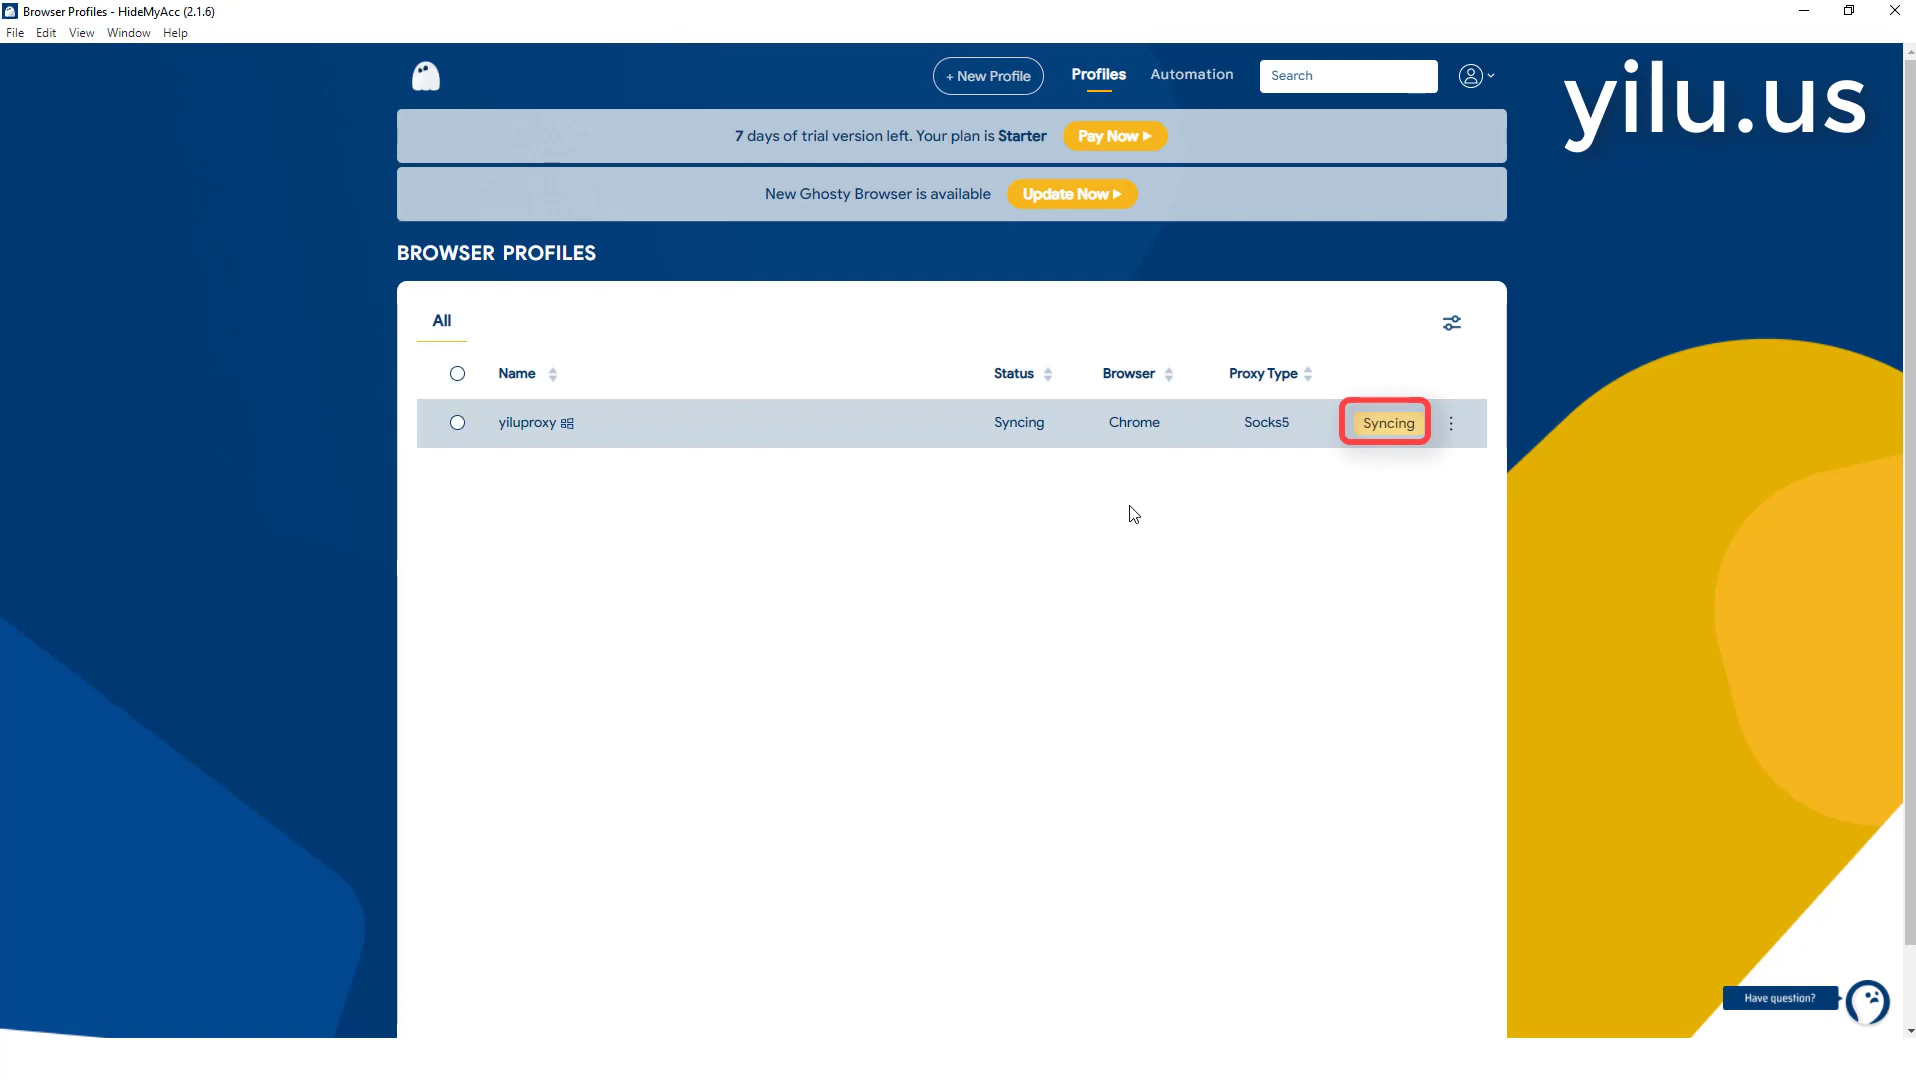 Browser Profiles - HideMyAcc (2.1.6)
File Edit View Window Help
+ New Profile Profiles Automation Search
yilu.us
7 days of trial version left. Your plan is Starter Pay Now
New Ghosty Browser is available Update Now
BROWSER PROFILES
All
Name Status Browser Proxy Type
yiluproxy Syncing Chrome Socks5 Syncing
Have question?